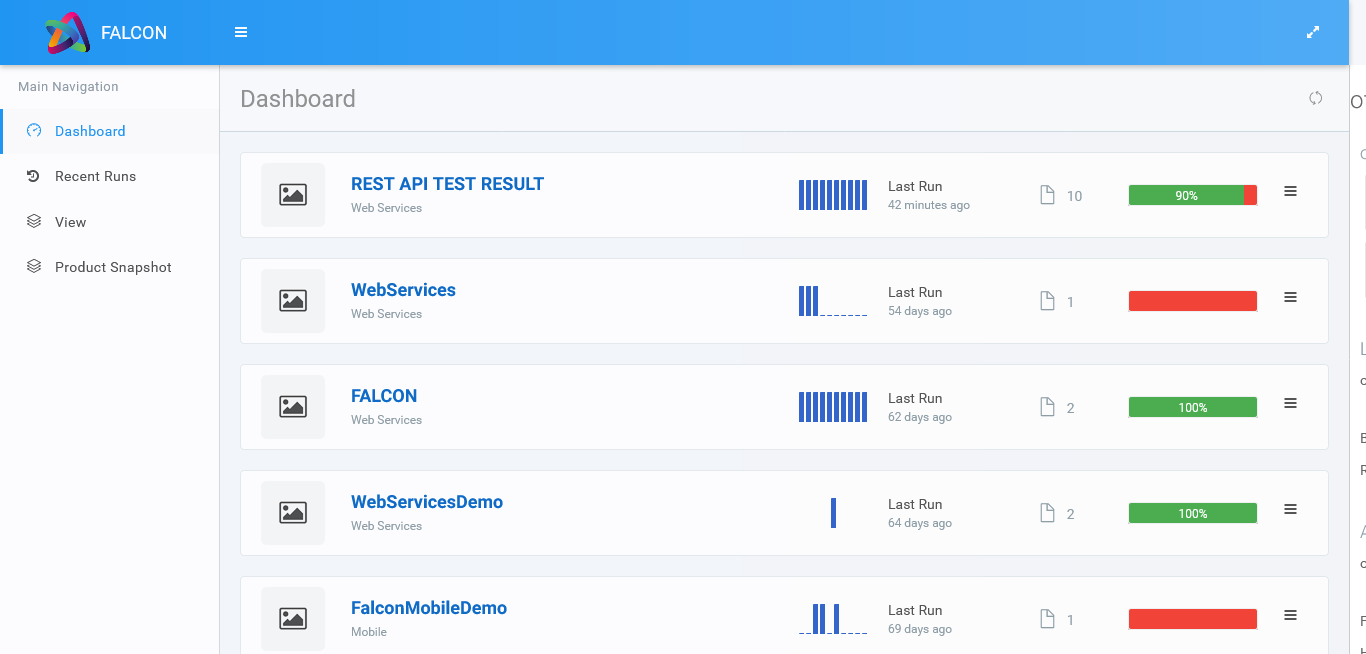 FALCON
Main Navigation
Dashboard
Recent Runs
View
Product Snapshot
Dashboard
REST API TEST RESULT
Web Services
Last Run
42 minutes ago
10
90%
WebServices
Web Services
Last Run
54 days ago
1
FALCON
Web Services
Last Run
62 days ago
2
100%
WebServicesDemo
Web Services
Last Run
64 days ago
2
100%
FalconMobileDemo
Mobile
Last Run
69 days ago
1